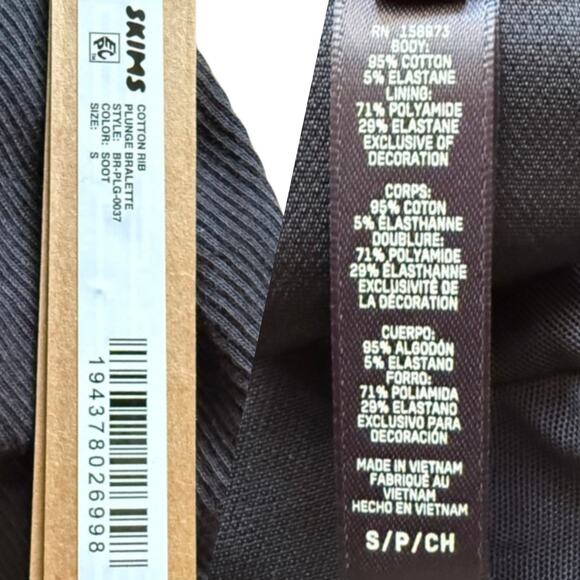 SKIMS
COTTON RIB
PLUNGE BRALETTE
STYLE: BR-PLG-0037
COLOR: SOOT
SIZE: S
194378026998
RN 158973
BODY:
95% COTTON
5% ELASTANE
LINING:
71% POLYAMIDE
29% ELASTANE
EXCLUSIVE OF
DECORATION
CORPS:
95% COTON
5% ÉLASTHANNE
DOUBLURE:
71% POLYAMIDE
29% ÉLASTHANNE
EXCLUSIVITÉ DE
LA DÉCORATION
CUERPO:
95% ALGODÓN
5% ELASTANO
FORRO:
71% POLIAMIDA
29% ELASTANO
EXCLUSIVO PARA
DECORACIÓN
MADE IN VIETNAM
FABRIQUÉ AU
VIETNAM
HECHO EN VIETNAM
S/P/CH